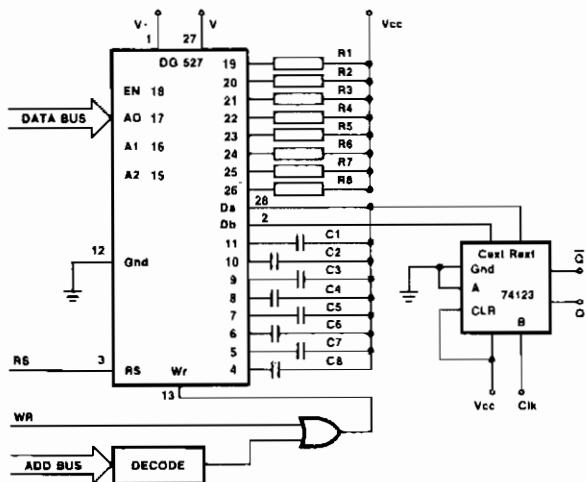 V- V Vcc
1 27
DG 527
19 R1
20 R2
EN 18 21 R3
DATA BUS A0 17 22 R4
23 R5
A1 16 24 R6
25 R7
A2 15 26 R8
Da 28
Db 2
11 C1
12 Gnd 10 C2
9 C3
8 C4
7 C5
6 C6
5 C7
4 C8
Cext Rext
Gnd Q̅
A 74123
CLR Q
B
RS 3 RS Wr
13
Vcc Clk
WR
ADD BUS DECODE